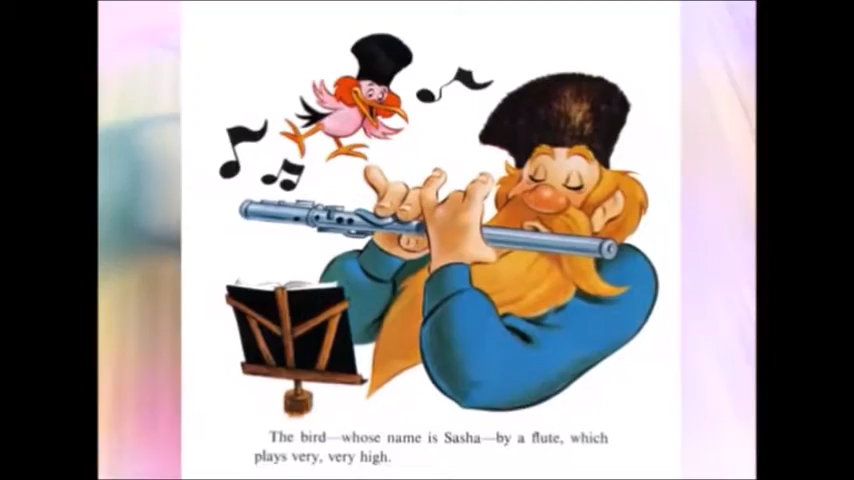 The bird—whose name is Sasha—by a flute, which
plays very, very high.